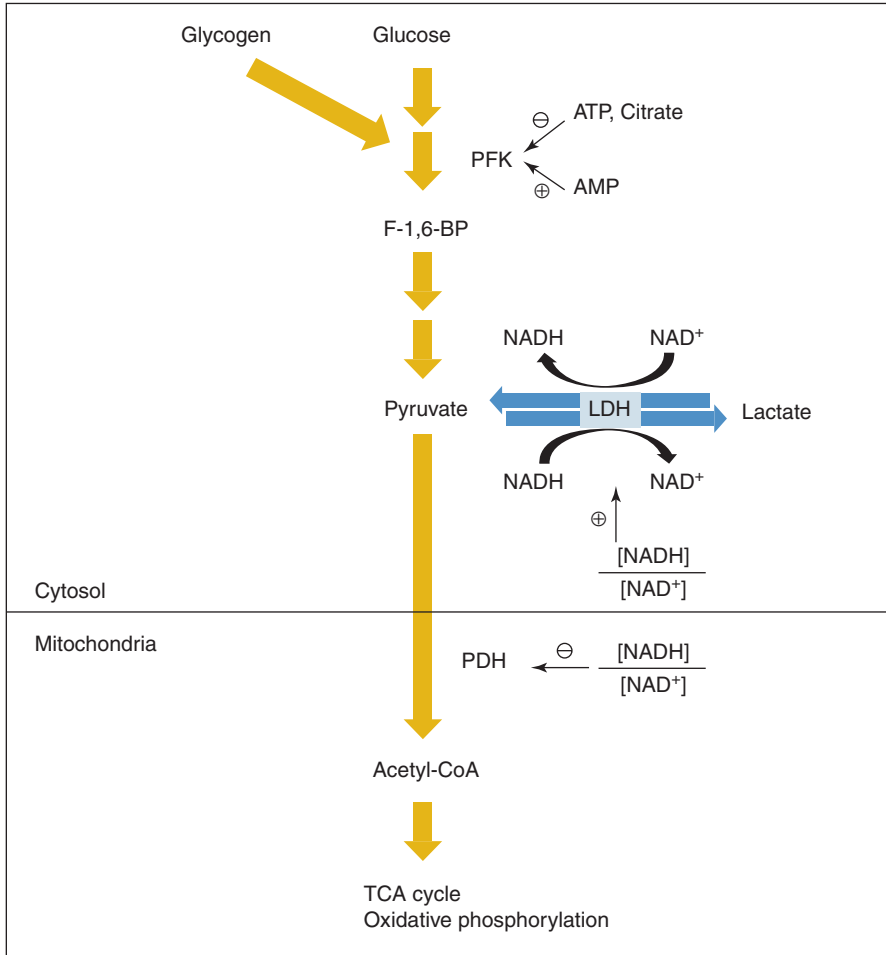 Glycogen
Glucose
ATP, Citrate
⊖
PFK
⊕
AMP
F-1,6-BP
NADH
NAD⁺
Pyruvate
LDH
Lactate
NADH
NAD⁺
⊕
[NADH]
[NAD⁺]
Cytosol
Mitochondria
PDH
⊖
[NADH]
[NAD⁺]
Acetyl-CoA
TCA cycle
Oxidative phosphorylation